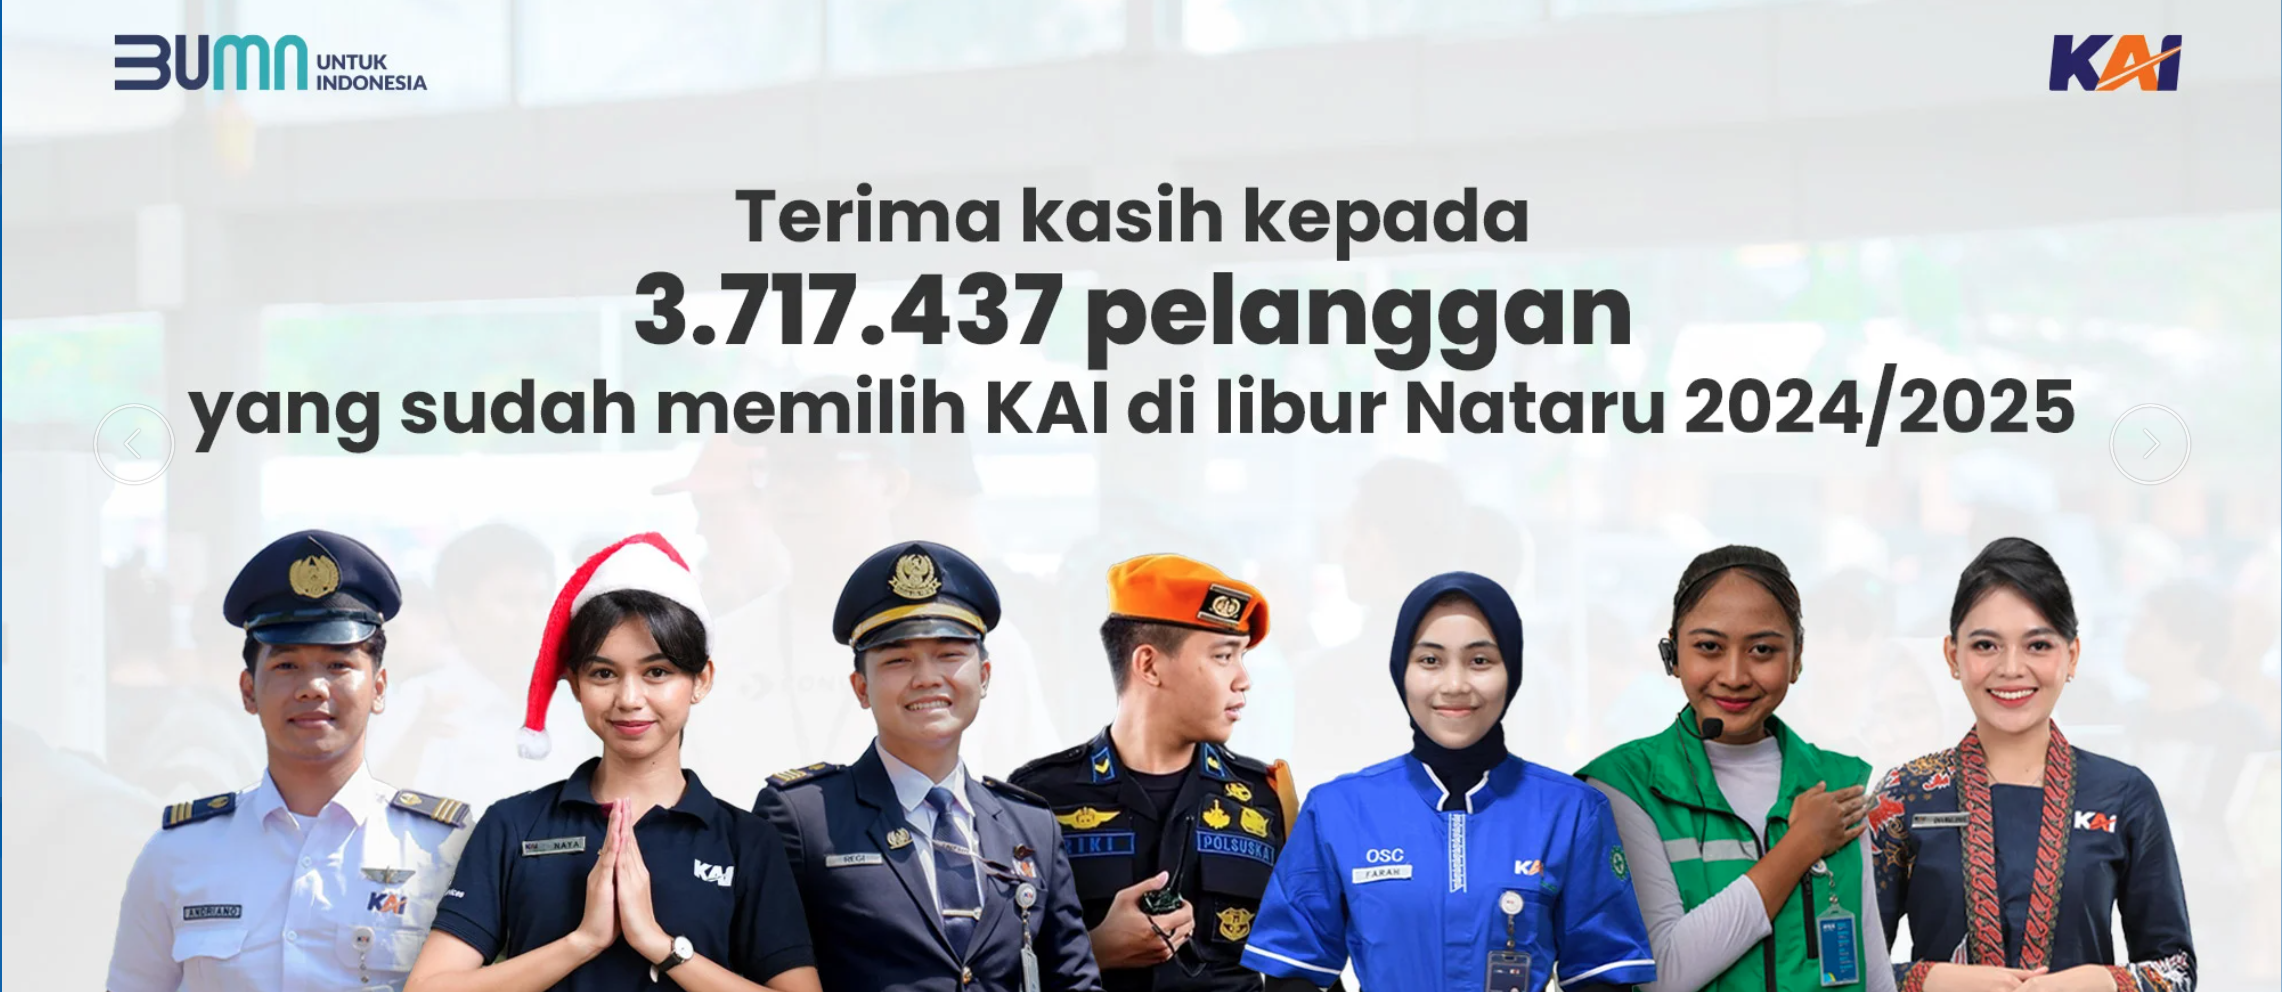 BUMN UNTUK
INDONESIA
KAI
Terima kasih kepada
3.717.437 pelanggan
yang sudah memilih KAI di libur Nataru 2024/2025
ANDRIANO
KAI
NAYA
KAI
REGI
RIKI
POLSUSKA
OSC
FARAH
KAI
KAI